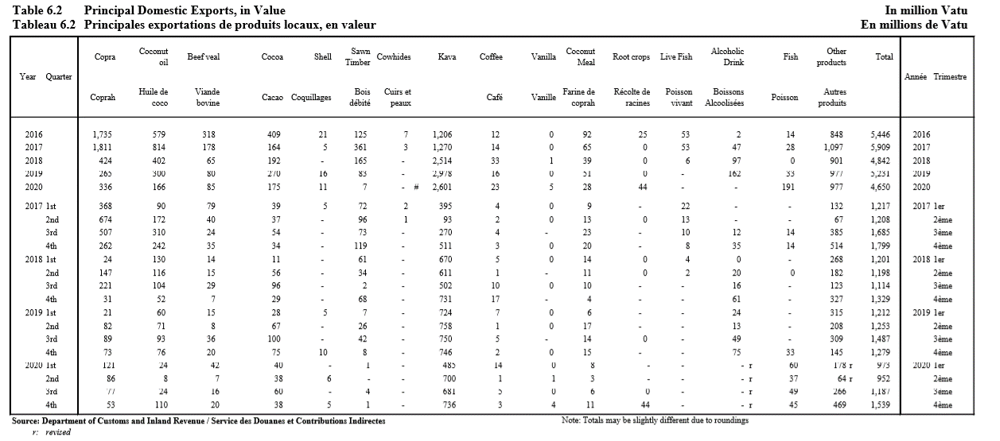 Table 6.2 Principal Domestic Exports, in Value In million Vatu
Tableau 6.2 Principales exportations de produits locaux, en valeur En millions de Vatu
Year Quarter Copra Coconut oil Beef veal Cocoa Shell Sawn Timber Cowhides Kava Coffee Vanilla Coconut Meal Root crops Live Fish Alcoholic Drink Fish Other products Total Année Trimestre
Coprah Huile de coco Viande bovine Cacao Coquillages Bois débité Cuirs et peaux Café Vanille Farine de coprah Récolte de racines Poisson vivant Boissons Alcoolisées Poisson Autres produits
2016 1,735 579 318 409 21 125 7 1,206 12 0 92 25 53 2 14 848 5,446 2016
2017 1,811 814 178 164 5 361 3 1,270 14 0 65 0 53 47 28 1,097 5,909 2017
2018 424 402 65 192 - 165 - 2,514 33 1 39 0 6 97 0 901 4,842 2018
2019 265 300 80 270 16 83 - 2,978 16 0 51 0 - 162 33 977 5,231 2019
2020 336 166 85 175 11 7 - # 2,601 23 5 28 44 - - 191 977 4,650 2020
2017 1st 368 90 79 39 5 72 2 395 4 0 9 - 22 - - 132 1,217 2017 1er
2nd 674 172 40 37 - 96 1 93 2 0 13 0 13 - - 67 1,208 2ème
3rd 507 310 24 54 - 73 - 270 4 - 23 - 10 12 14 385 1,685 3ème
4th 262 242 35 34 - 119 - 511 3 0 20 - 8 35 14 514 1,799 4ème
2018 1st 24 130 14 11 - 61 - 670 5 0 14 0 4 0 - 268 1,201 2018 1er
2nd 147 116 15 56 - 34 - 611 1 - 11 0 2 20 0 182 1,198 2ème
3rd 221 104 29 96 - 2 - 502 10 0 10 - - 16 - 123 1,114 3ème
4th 31 52 7 29 - 68 - 731 17 - 4 - - 61 - 327 1,329 4ème
2019 1st 21 60 15 28 5 7 - 724 7 0 6 - - 24 - 315 1,212 2019 1er
2nd 82 71 8 67 - 26 - 758 1 0 17 - - 13 - 208 1,253 2ème
3rd 89 93 36 100 - 42 - 750 5 - 14 0 - 49 - 309 1,487 3ème
4th 73 76 20 75 10 8 - 746 2 0 15 - - 75 33 145 1,279 4ème
2020 1st 121 24 42 40 - 1 - 485 14 0 8 - - - r 60 178 r 973 2020 1er
2nd 86 8 7 38 6 - - 700 1 1 3 - - - r 37 64 r 952 2ème
3rd 77 24 16 60 - 4 - 681 5 0 6 0 - - r 49 266 1,187 3ème
4th 53 110 20 38 5 1 - 736 3 4 11 44 - - r 45 469 1,539 4ème
Source: Department of Customs and Inland Revenue / Service des Douanes et Contributions Indirectes Note: Totals may be slightly different due to roundings
r: revised